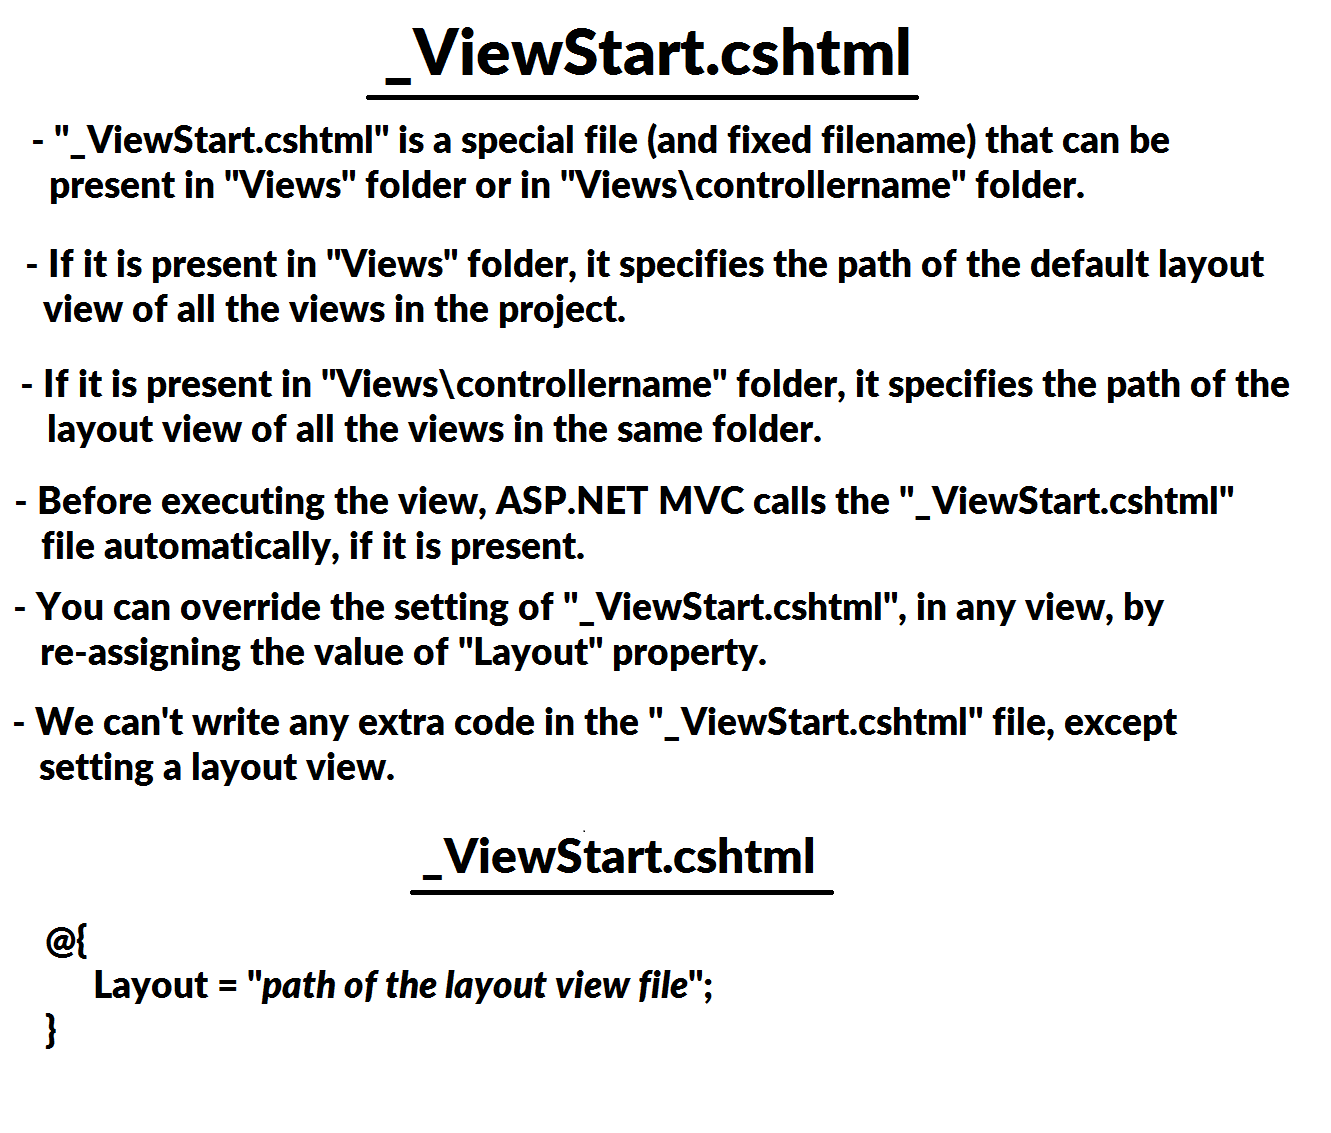 _ViewStart.cshtml
- "_ViewStart.cshtml" is a special file (and fixed filename) that can be
present in "Views" folder or in "Views\controllername" folder.
- If it is present in "Views" folder, it specifies the path of the default layout
view of all the views in the project.
- If it is present in "Views\controllername" folder, it specifies the path of the
layout view of all the views in the same folder.
- Before executing the view, ASP.NET MVC calls the "_ViewStart.cshtml"
file automatically, if it is present.
- You can override the setting of "_ViewStart.cshtml", in any view, by
re-assigning the value of "Layout" property.
- We can't write any extra code in the "_ViewStart.cshtml" file, except
setting a layout view.
_ViewStart.cshtml
@{
Layout = "path of the layout view file";
}